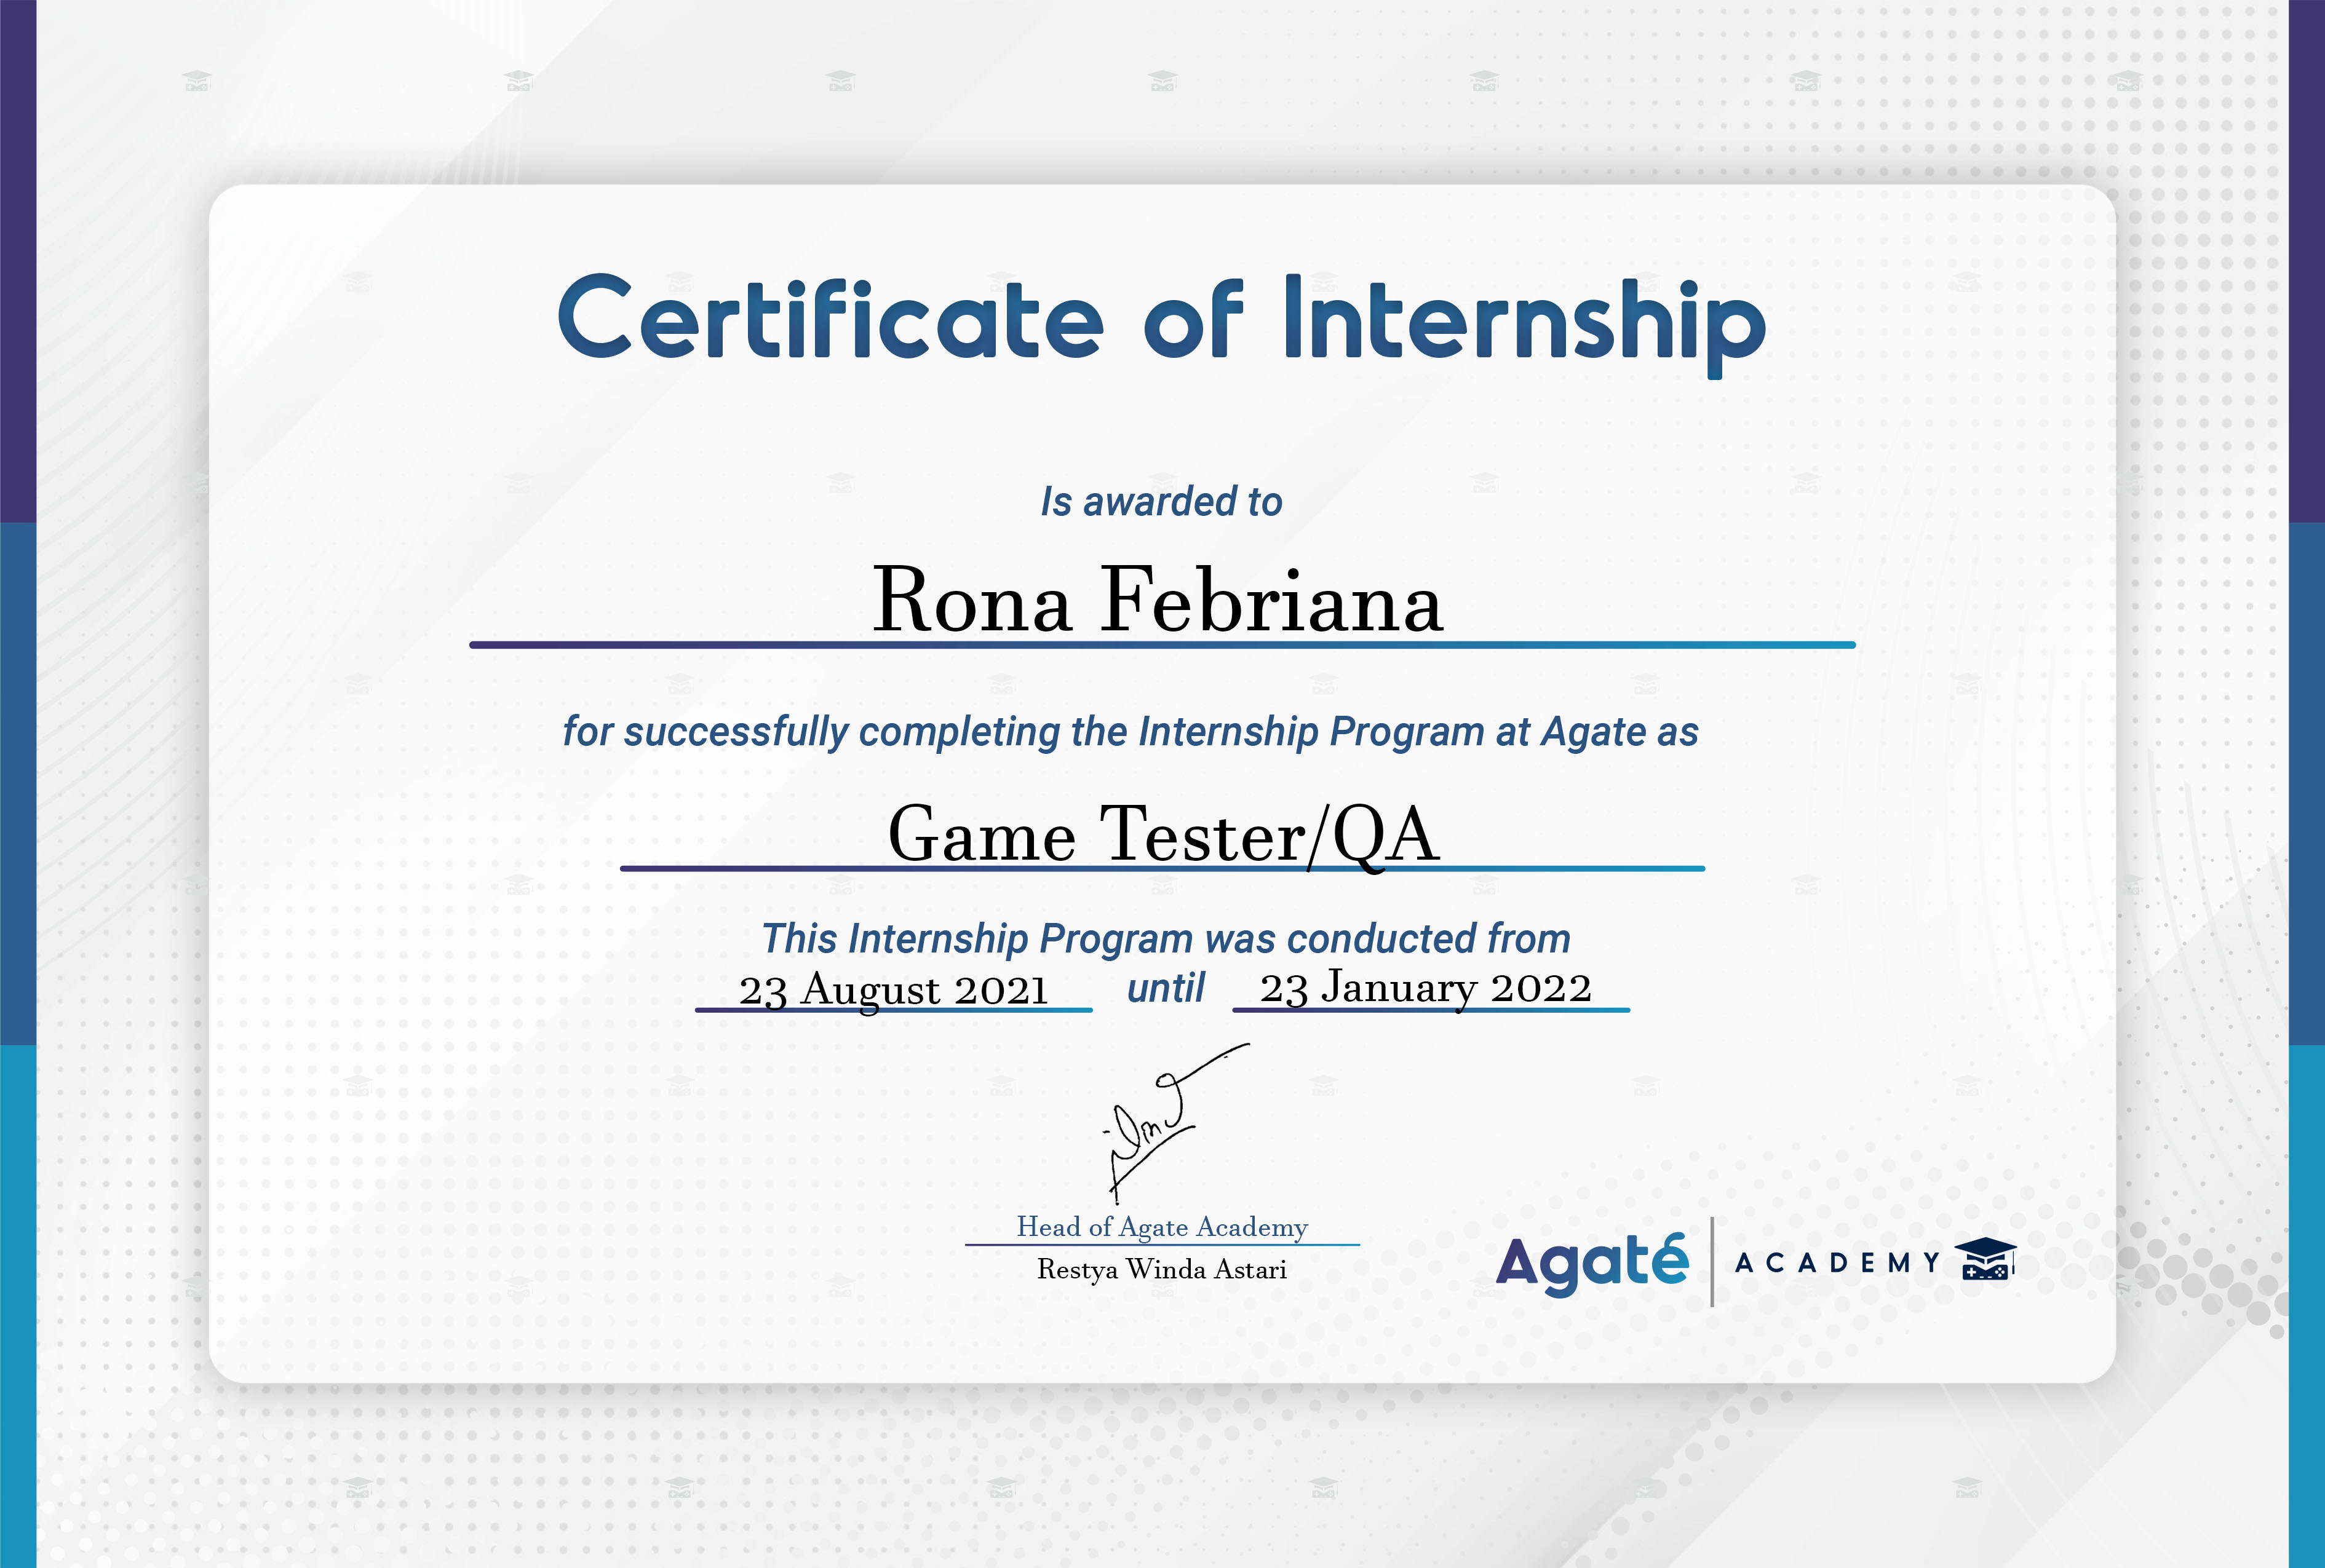 Certificate of Internship
Is awarded to
Rona Febriana
for successfully completing the Internship Program at Agate as
Game Tester/QA
This Internship Program was conducted from
23 August 2021 until 23 January 2022
Head of Agate Academy
Restya Winda Astari
Agaté | ACADEMY